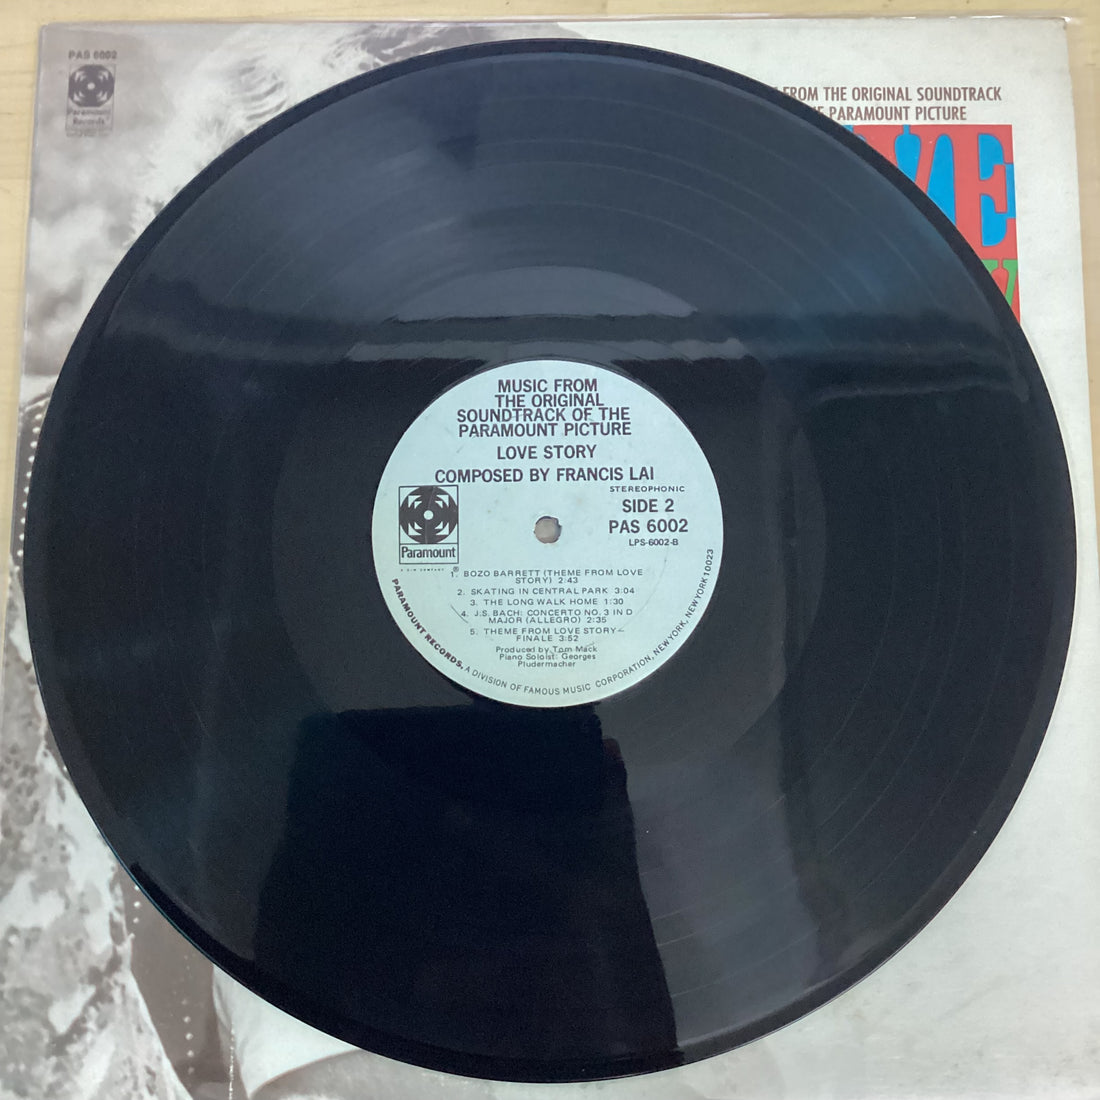 PAS 6002
Paramount
Records
FROM THE ORIGINAL SOUNDTRACK
PARAMOUNT PICTURE
VE
Y
MUSIC FROM
THE ORIGINAL
SOUNDTRACK OF THE
PARAMOUNT PICTURE
LOVE STORY
COMPOSED BY FRANCIS LAI
STEREOPHONIC
SIDE 2
PAS 6002
LPS-6002-B
Paramount
A G+W COMPANY ®
1. BOZO BARRETT (THEME FROM LOVE
STORY) 2:43
2. SKATING IN CENTRAL PARK 3:04
3. THE LONG WALK HOME 1:30
4. J.S. BACH: CONCERTO NO. 3 IN D
MAJOR (ALLEGRO) 2:35
5. THEME FROM LOVE STORY–
FINALE 3:52
Produced by Tom Mack
Piano Soloist: Georges
Pludermacher
PARAMOUNT RECORDS, A DIVISION OF FAMOUS MUSIC CORPORATION, NEW YORK, NEW YORK 10023